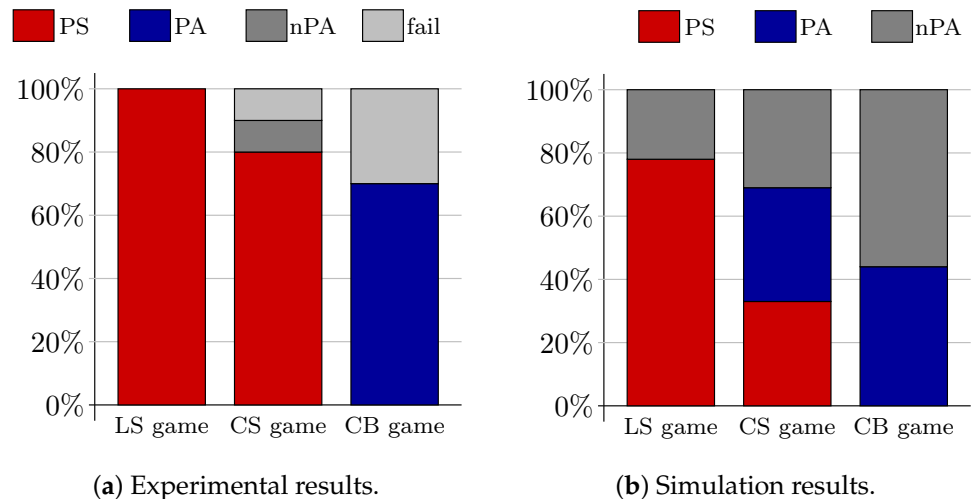 PS PA nPA fail
100%
80%
60%
40%
20%
0%
LS game CS game CB game
(a) Experimental results.
PS PA nPA
100%
80%
60%
40%
20%
0%
LS game CS game CB game
(b) Simulation results.